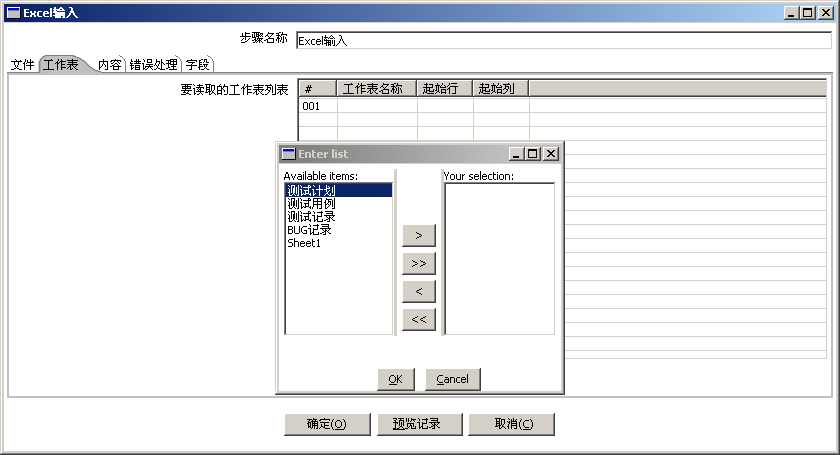 Excel输入
步骤名称 Excel输入
文件 工作表 内容 错误处理 字段
要读取的工作表列表 # 工作表名称 起始行 起始列
001
Enter list
Available items: Your selection:
测试计划
测试用例
测试记录
BUG记录
Sheet1
>
>>
<
<<
OK Cancel
确定(O) 预览记录 取消(C)